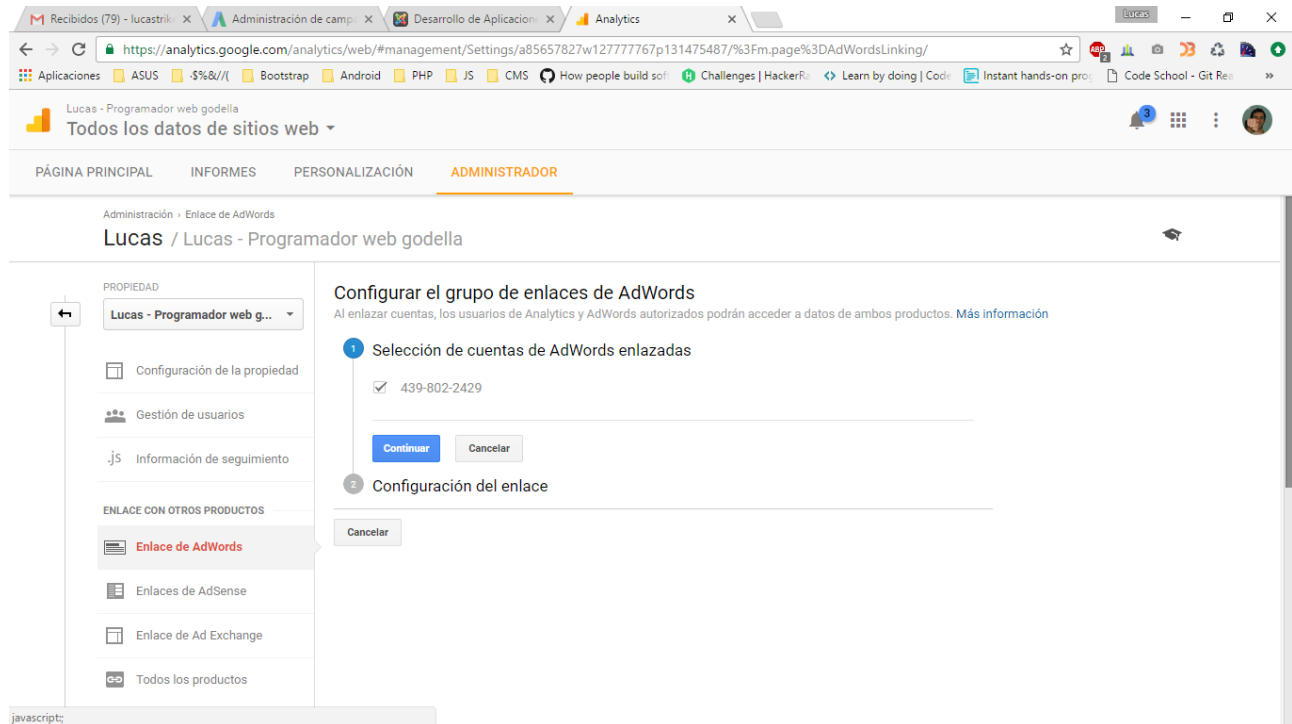 Recibidos (79) - lucastrik
Administración de camp
Desarrollo de Aplicacion
Analytics
Lucas
https://analytics.google.com/analytics/web/#management/Settings/a85657827w127777767p131475487/%3Fm.page%3DAdWordsLinking/
ABP
2
Aplicaciones
ASUS
-$%&//(
Bootstrap
Android
PHP
JS
CMS
How people build sof
Challenges | HackerRa
Learn by doing | Code
Instant hands-on prog
Code School - Git Rea
»
Lucas - Programador web godella
Todos los datos de sitios web
3
PÁGINA PRINCIPAL
INFORMES
PERSONALIZACIÓN
ADMINISTRADOR
Administración › Enlace de AdWords
Lucas / Lucas - Programador web godella
PROPIEDAD
Lucas - Programador web g...
Configuración de la propiedad
Gestión de usuarios
.js Información de seguimiento
ENLACE CON OTROS PRODUCTOS
Enlace de AdWords
Enlaces de AdSense
Enlace de Ad Exchange
Todos los productos
Configurar el grupo de enlaces de AdWords
Al enlazar cuentas, los usuarios de Analytics y AdWords autorizados podrán acceder a datos de ambos productos. Más información
1 Selección de cuentas de AdWords enlazadas
439-802-2429
Continuar
Cancelar
2 Configuración del enlace
Cancelar
javascript:;